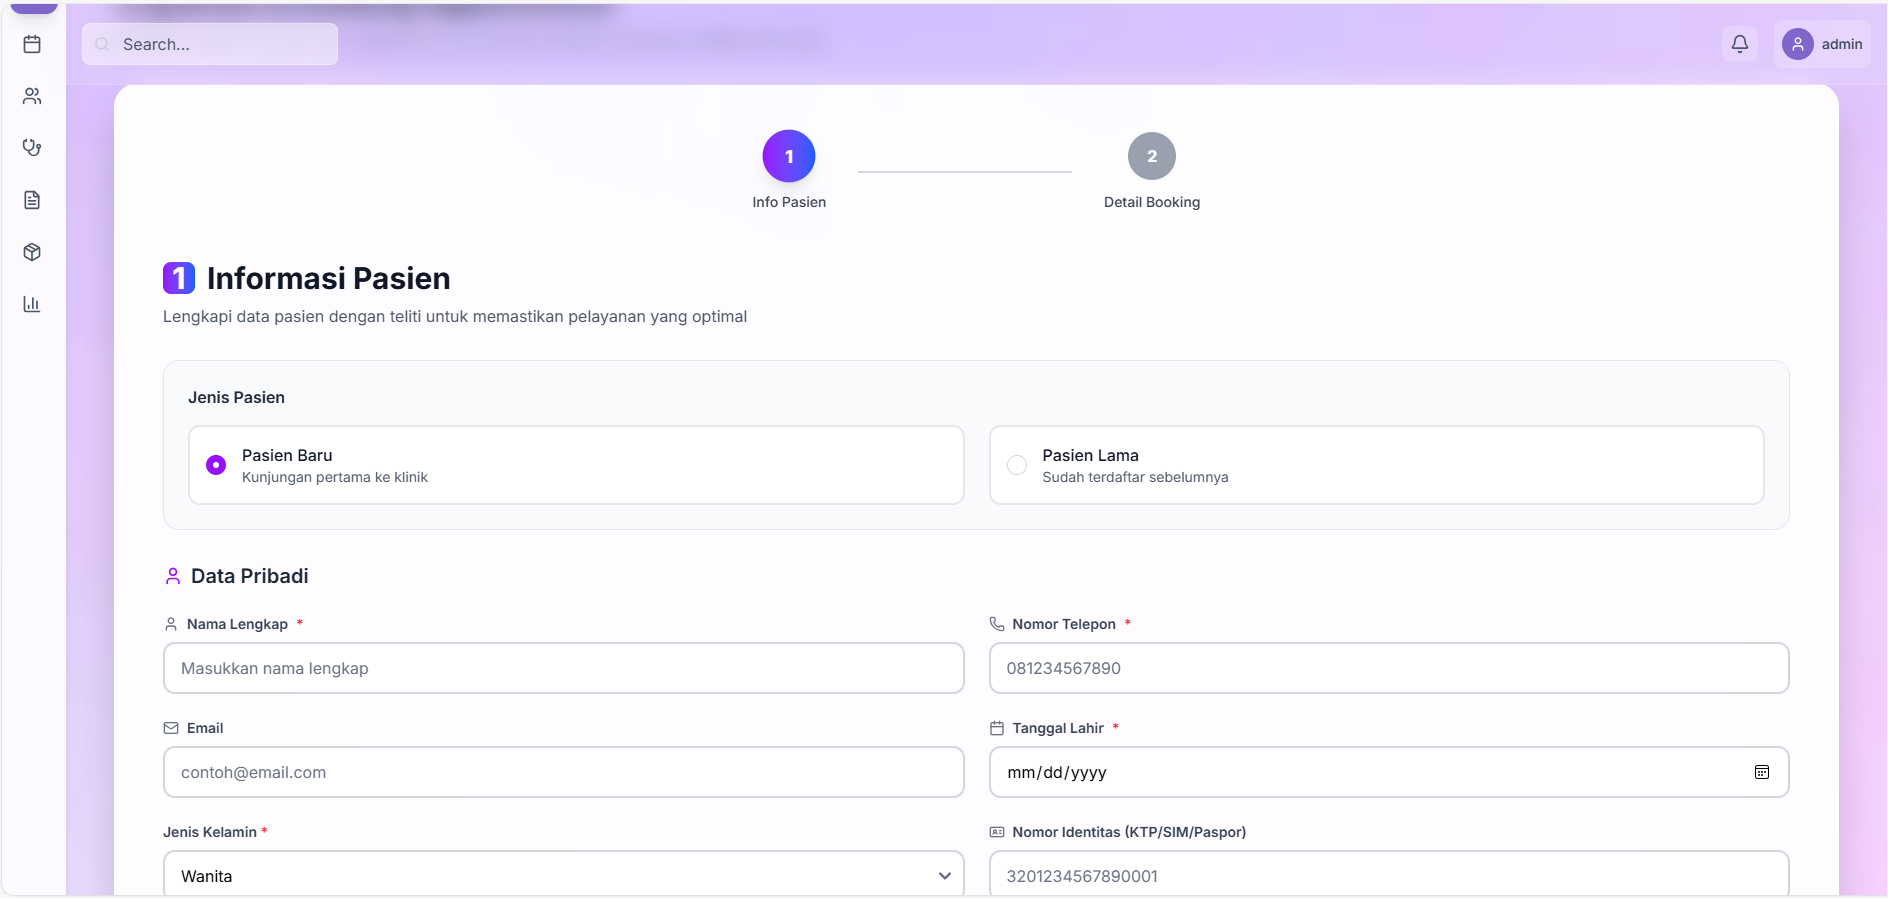 Search...
admin
1
2
Info Pasien
Detail Booking
1 Informasi Pasien
Lengkapi data pasien dengan teliti untuk memastikan pelayanan yang optimal
Jenis Pasien
Pasien Baru
Kunjungan pertama ke klinik
Pasien Lama
Sudah terdaftar sebelumnya
Data Pribadi
Nama Lengkap *
Masukkan nama lengkap
Nomor Telepon *
081234567890
Email
contoh@email.com
Tanggal Lahir *
mm/dd/yyyy
Jenis Kelamin *
Wanita
Nomor Identitas (KTP/SIM/Paspor)
3201234567890001